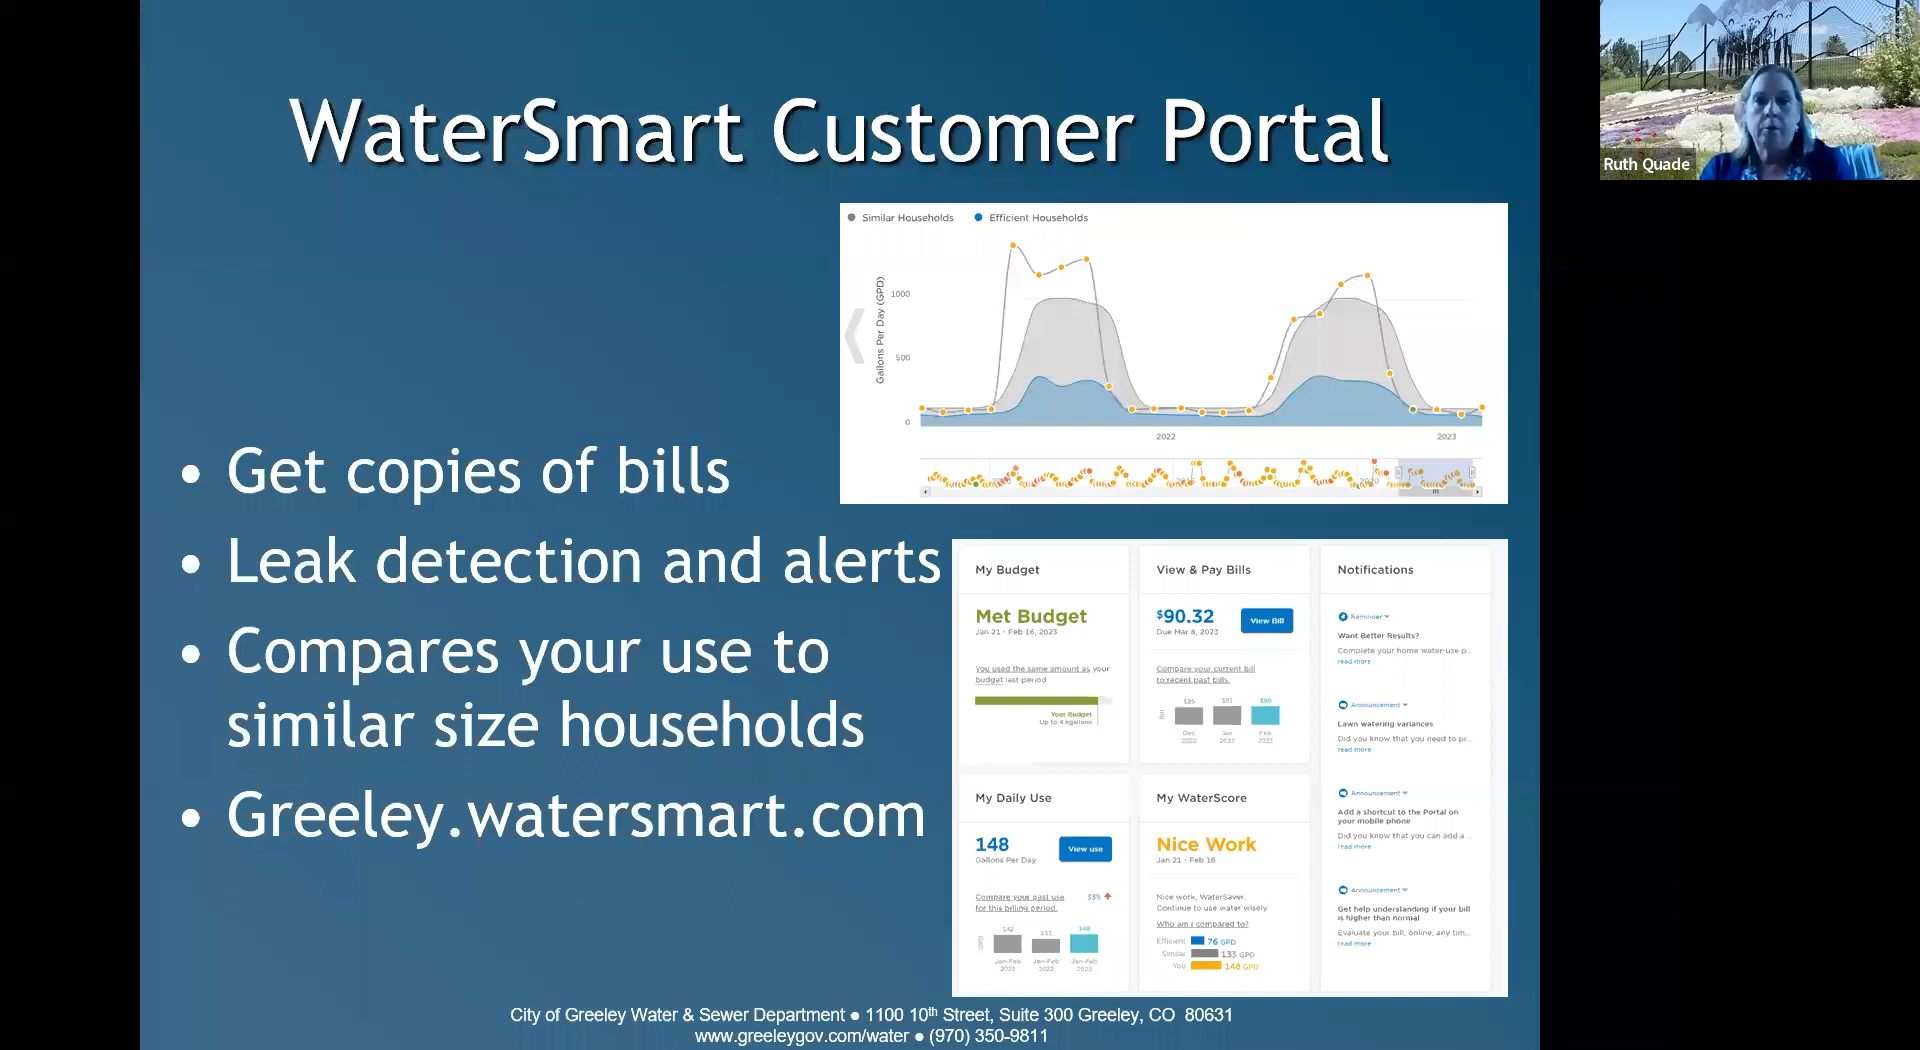 WaterSmart Customer Portal
Ruth Quade
Similar Households
Efficient Households
Gallons Per Day (GPD)
1000
500
0
2022
2023
• Get copies of bills
• Leak detection and alerts
• Compares your use to
similar size households
• Greeley.watersmart.com
My Budget
Met Budget
Jan 21 - Feb 16, 2023
You used the same amount as your
budget last period
Your Budget
Up to 4 kgallons
View & Pay Bills
$90.32
Due Mar 8, 2023
View Bill
Compare your current bill
to recent past bills.
Bill
$85
$91
$90
Dec
2022
Jan
2023
Feb
2023
Notifications
Reminder
Want Better Results?
Complete your home water-use p...
read more
Announcement
Lawn watering variances
Did you know that you need to pr...
read more
Announcement
Add a shortcut to the Portal on
your mobile phone
Did you know that you can add a ...
read more
Announcement
Get help understanding if your bill
is higher than normal
Evaluate your bill, online, any tim...
read more
My Daily Use
148
Gallons Per Day
View use
Compare your past use
for this billing period.
33%
142
111
148
Jan-Feb
2021
Jan-Feb
2022
Jan-Feb
2023
My WaterScore
Nice Work
Jan 21 - Feb 16
Nice work, WaterSaver.
Continue to use water wisely.
Who am I compared to?
Efficient 76 GPD
Similar 133 GPD
You 148 GPD
City of Greeley Water & Sewer Department ● 1100 10th Street, Suite 300 Greeley, CO 80631
www.greeleygov.com/water ● (970) 350-9811